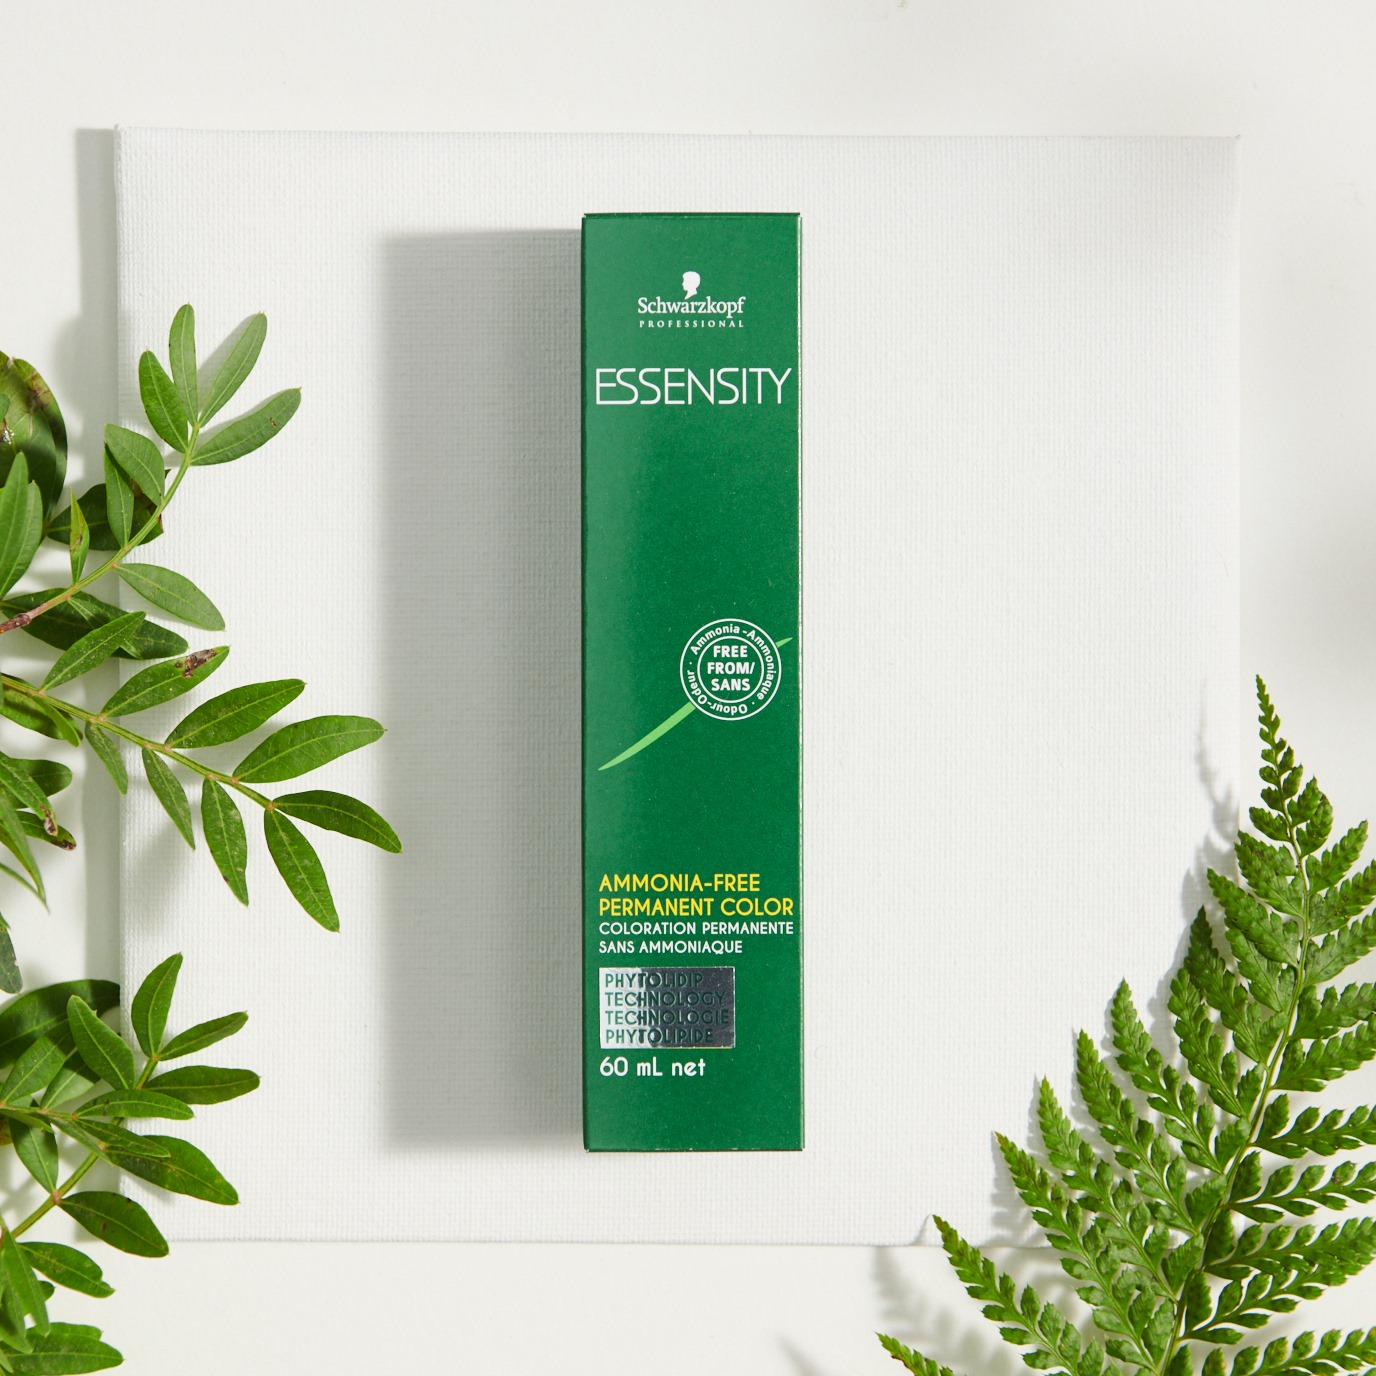 Schwarzkopf
PROFESSIONAL
ESSENSITY
Ammonia - Ammoniaque · Odour-Odeur ·
FREE
FROM/
SANS
AMMONIA-FREE
PERMANENT COLOR
COLORATION PERMANENTE
SANS AMMONIAQUE
PHYTOLIPID
TECHNOLOGY
TECHNOLOGIE
PHYTOLIPIDE
60 mL net